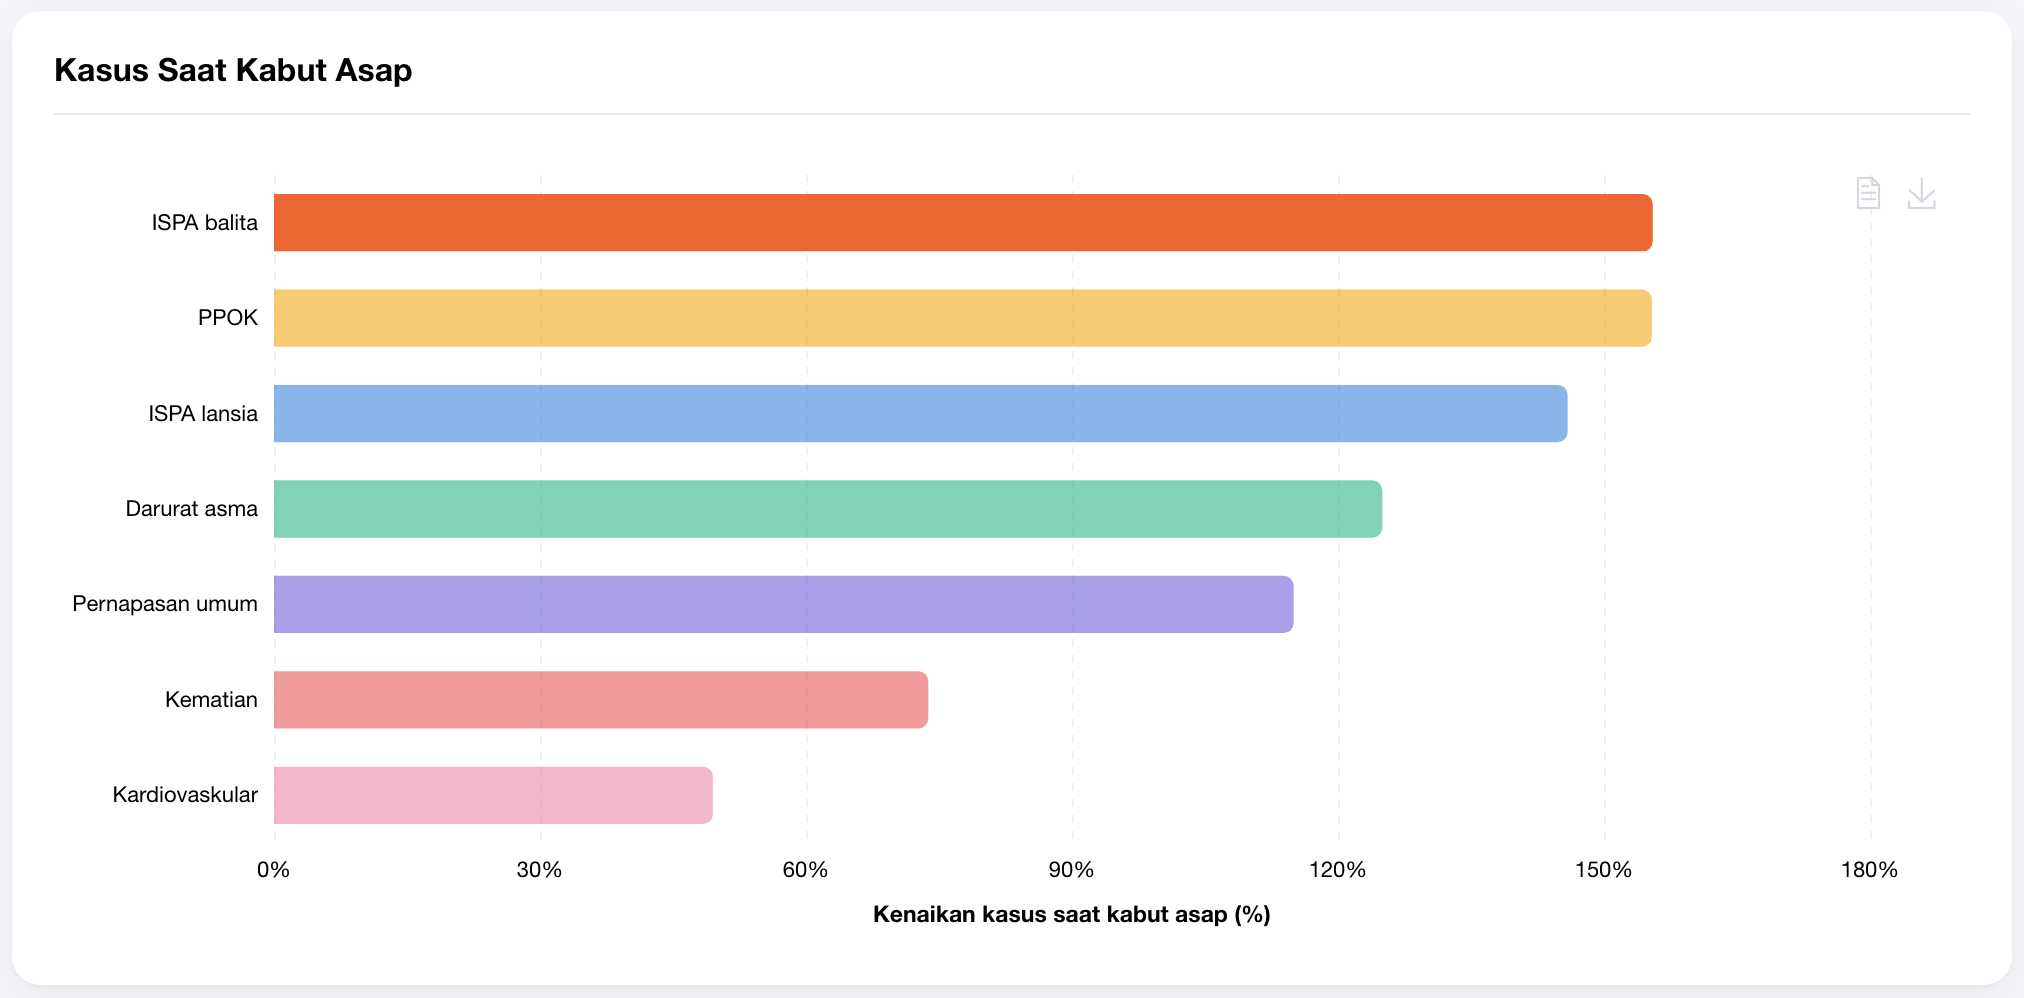 Kasus Saat Kabut Asap
ISPA balita
PPOK
ISPA lansia
Darurat asma
Pernapasan umum
Kematian
Kardiovaskular
0% 30% 60% 90% 120% 150% 180%
Kenaikan kasus saat kabut asap (%)